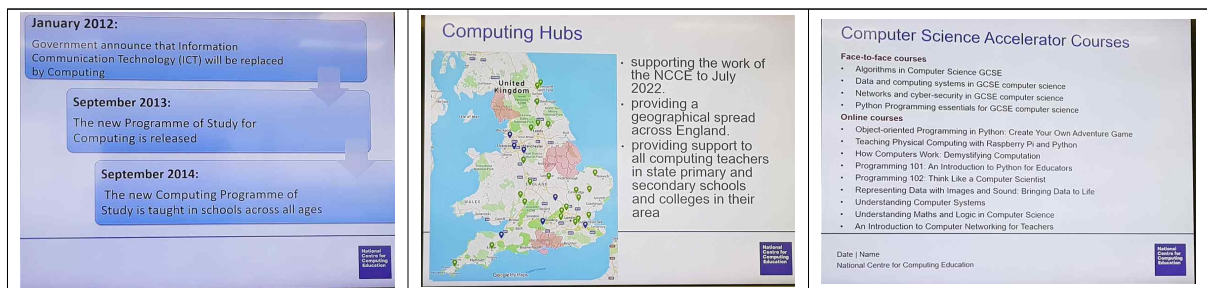 January 2012:
Government announce that Information
Communication Technology (ICT) will be replaced
by Computing
September 2013:
The new Programme of Study for
Computing is released
September 2014:
The new Computing Programme of
Study is taught in schools across all ages
National
Centre for
Computing
Education
Computing Hubs
United
Kingdom
WALES
Leeds
• supporting the work of
the NCCE to July
2022.
• providing a
geographical spread
across England.
• providing support to
all computing teachers
in state primary and
secondary schools
and colleges in their
area
Google Maps
National
Centre for
Computing
Education
Computer Science Accelerator Courses
Face-to-face courses
• Algorithms in Computer Science GCSE
• Data and computing systems in GCSE computer science
• Networks and cyber-security in GCSE computer science
• Python Programming essentials for GCSE computer science
Online courses
• Object-oriented Programming in Python: Create Your Own Adventure Game
• Teaching Physical Computing with Raspberry Pi and Python
• How Computers Work: Demystifying Computation
• Programming 101: An Introduction to Python for Educators
• Programming 102: Think Like a Computer Scientist
• Representing Data with Images and Sound: Bringing Data to Life
• Understanding Computer Systems
• Understanding Maths and Logic in Computer Science
• An Introduction to Computer Networking for Teachers
Date | Name
National Centre for Computing Education
National
Centre for
Computing
Education